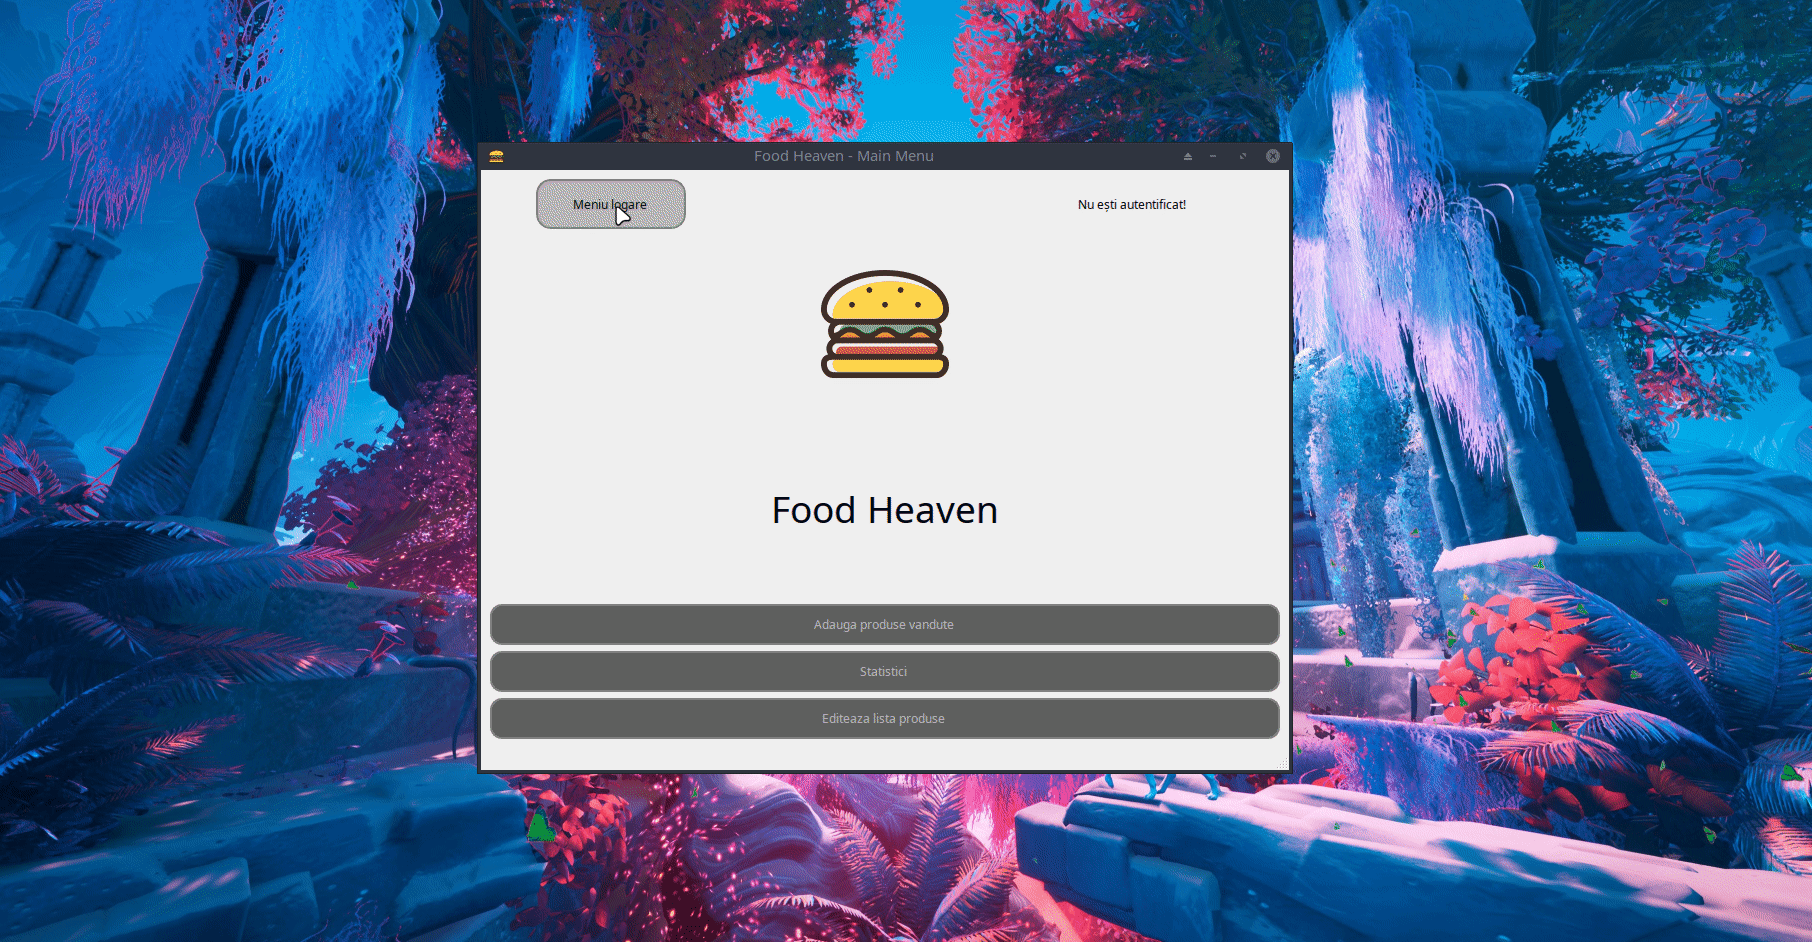 Food Heaven - Main Menu
Meniu logare
Nu ești autentificat!
Food Heaven
Adauga produse vandute
Statistici
Editeaza lista produse